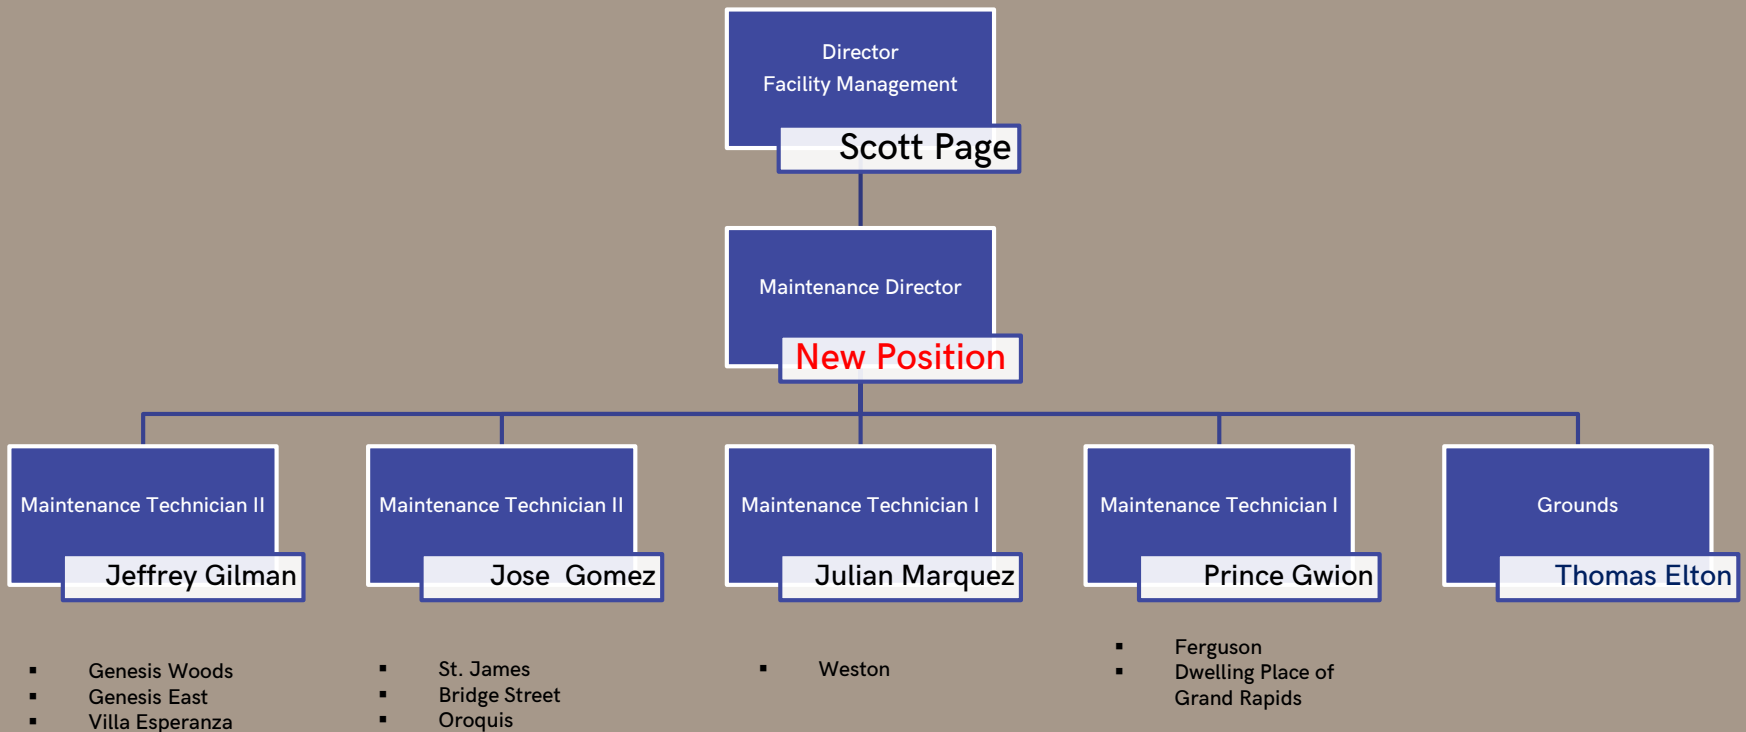 Director
Facility Management
Scott Page
Maintenance Director
New Position
Maintenance Technician II
Jeffrey Gilman
Maintenance Technician II
Jose  Gomez
Maintenance Technician I
Julian Marquez
Maintenance Technician I
Prince Gwion
Grounds
Thomas Elton
▪ Genesis Woods
▪ Genesis East
▪ Villa Esperanza
▪ St. James
▪ Bridge Street
▪ Oroquis
▪ Weston
▪ Ferguson
▪ Dwelling Place of
Grand Rapids